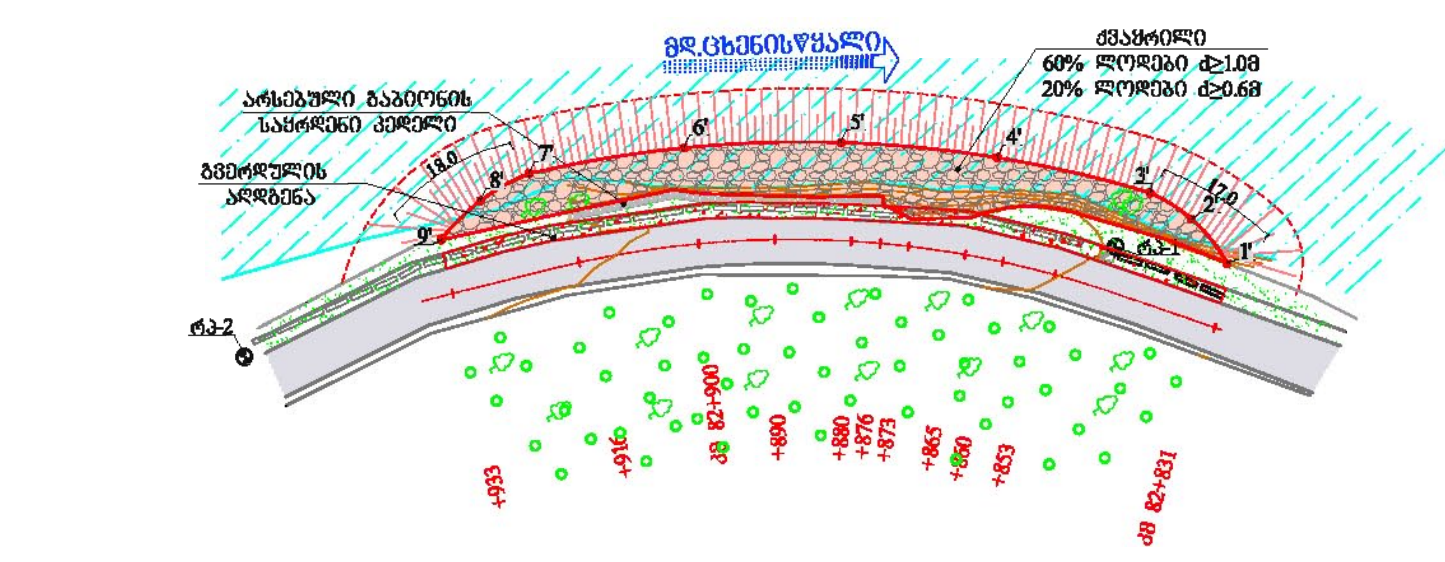 მდ.ცხენისწყალი
ქვაყრილი
60% ლოდები d≥1.0მ
20% ლოდები d≥0.6მ
არსებული გაბიონის
საყრდენი კედელი
გვერდულის
აღდგენა
18.0
17.0
9'
8'
7'
6'
5'
4'
3'
2'
1'
რპ-1
რპ-2
+933
+916
კმ 82+900
+890
+880
+876
+873
+865
+860
+853
კმ 82+831